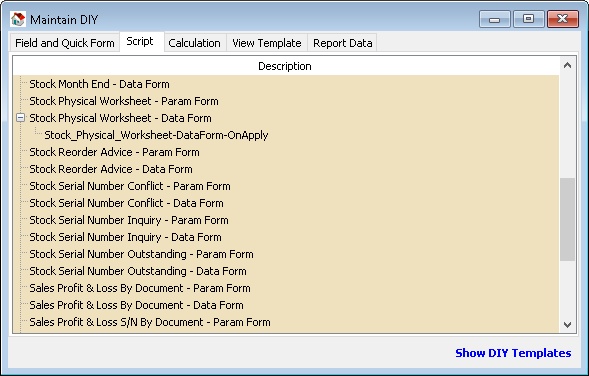 Maintain DIY
Field and Quick Form Script Calculation View Template Report Data
Description
Stock Month End - Data Form
Stock Physical Worksheet - Param Form
Stock Physical Worksheet - Data Form
Stock_Physical_Worksheet-DataForm-OnApply
Stock Reorder Advice - Param Form
Stock Reorder Advice - Data Form
Stock Serial Number Conflict - Param Form
Stock Serial Number Conflict - Data Form
Stock Serial Number Inquiry - Param Form
Stock Serial Number Inquiry - Data Form
Stock Serial Number Outstanding - Param Form
Stock Serial Number Outstanding - Data Form
Sales Profit & Loss By Document - Param Form
Sales Profit & Loss By Document - Data Form
Sales Profit & Loss S/N By Document - Param Form
Show DIY Templates